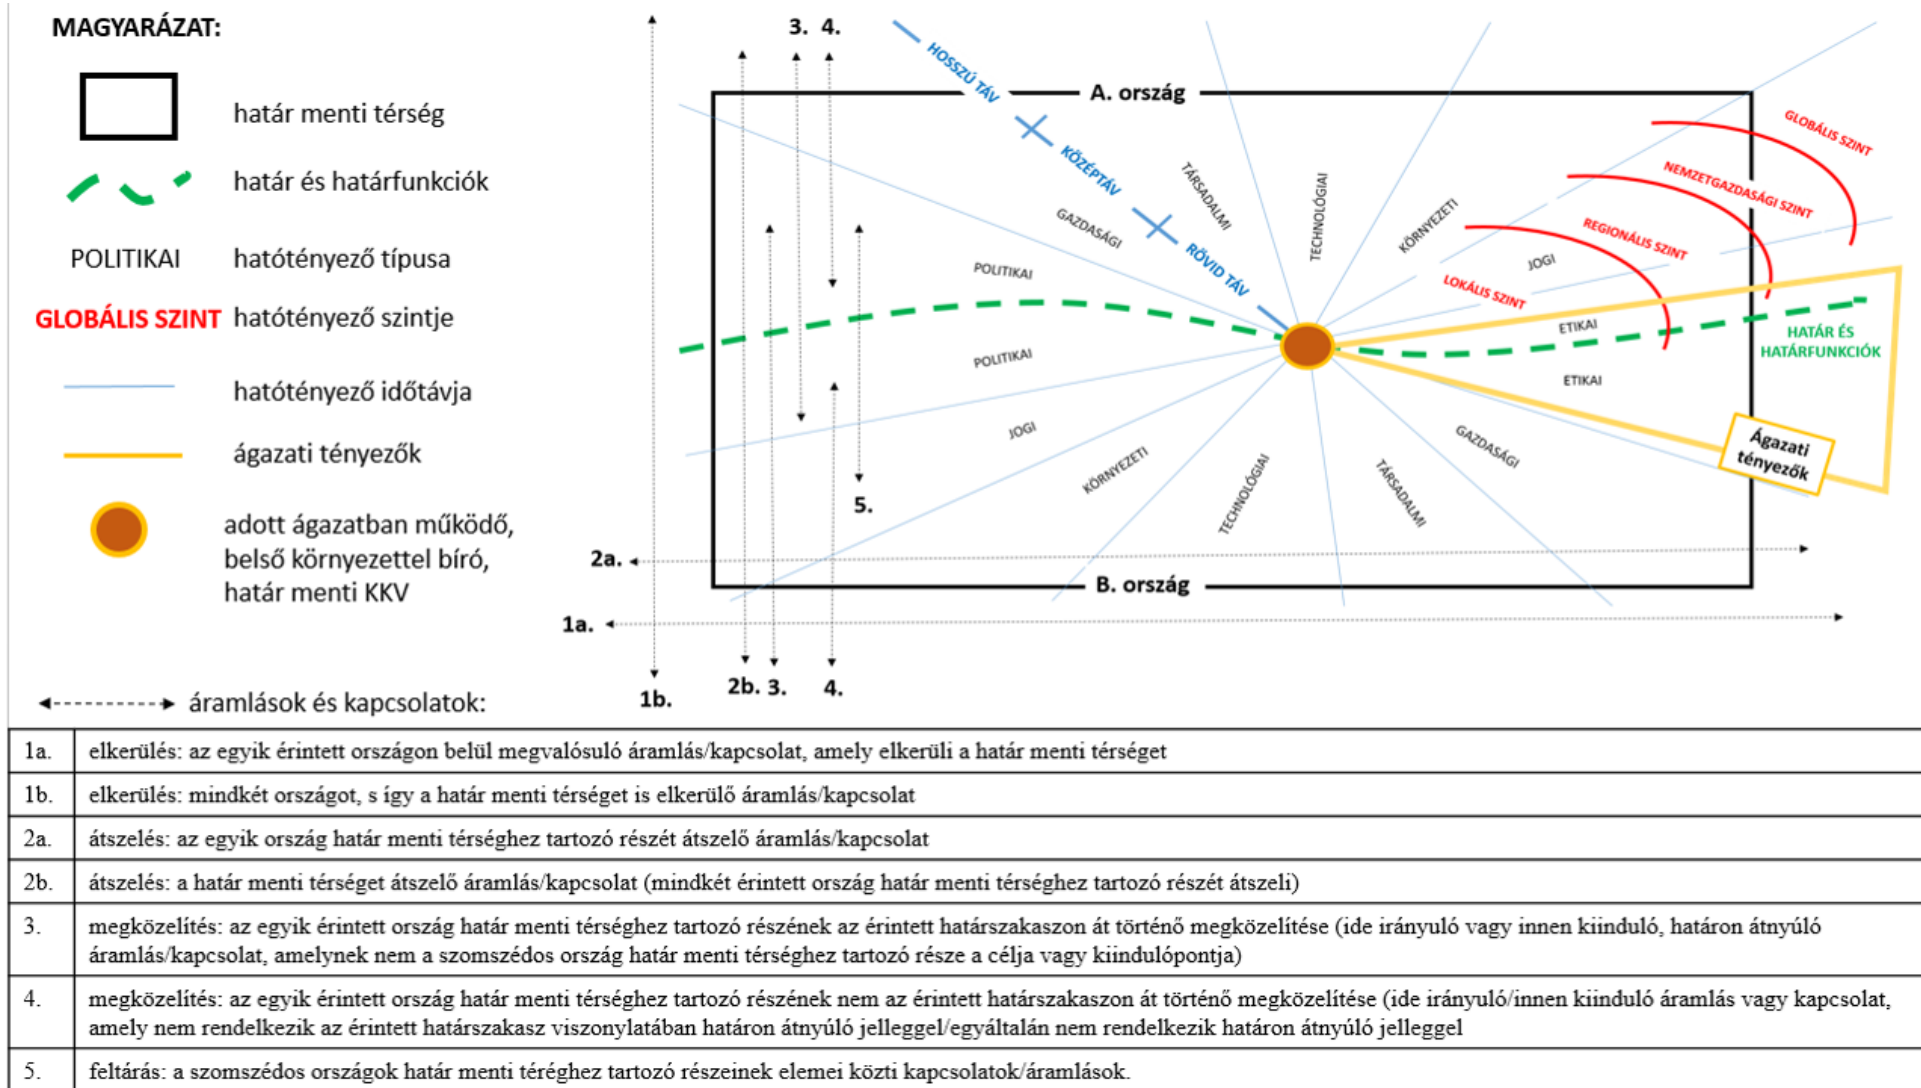 MAGYARÁZAT:
határ menti térség
határ és határfunkciók
POLITIKAI
hatótényező típusa
GLOBÁLIS SZINT
hatótényező szintje
hatótényező időtávja
ágazati tényezők
adott ágazatban működő,
belső környezettel bíró,
határ menti KKV
áramlások és kapcsolatok:
3. 4.
HOSSZÚ TÁV
KÖZÉPTÁV
RÖVID TÁV
A. ország
GLOBÁLIS SZINT
NEMZETGAZDASÁGI SZINT
REGIONÁLIS SZINT
LOKÁLIS SZINT
POLITIKAI
GAZDASÁGI
TÁRSADALMI
TECHNOLÓGIAI
KÖRNYEZETI
JOGI
ETIKAI
HATÁR ÉS
HATÁRFUNKCIÓK
POLITIKAI
JOGI
KÖRNYEZETI
TECHNOLÓGIAI
TÁRSADALMI
GAZDASÁGI
ETIKAI
Ágazati
tényezők
5.
2a.
B. ország
1a.
1b.
2b. 3.
4.
1a. elkerülés: az egyik érintett országon belül megvalósuló áramlás/kapcsolat, amely elkerüli a határ menti térséget
1b. elkerülés: mindkét országot, s így a határ menti térséget is elkerülő áramlás/kapcsolat
2a. átszelés: az egyik ország határ menti térséghez tartozó részét átszelő áramlás/kapcsolat
2b. átszelés: a határ menti térséget átszelő áramlás/kapcsolat (mindkét érintett ország határ menti térséghez tartozó részét átszeli)
3. megközelítés: az egyik érintett ország határ menti térséghez tartozó részének az érintett határszakaszon át történő megközelítése (ide irányuló vagy innen kiinduló, határon átnyúló
áramlás/kapcsolat, amelynek nem a szomszédos ország határ menti térséghez tartozó része a célja vagy kiindulópontja)
4. megközelítés: az egyik érintett ország határ menti térséghez tartozó részének nem az érintett határszakaszon át történő megközelítése (ide irányuló/innen kiinduló áramlás vagy kapcsolat,
amely nem rendelkezik az érintett határszakasz viszonylatában határon átnyúló jelleggel/egyáltalán nem rendelkezik határon átnyúló jelleggel
5. feltárás: a szomszédos országok határ menti téréghez tartozó részeinek elemei közti kapcsolatok/áramlások.